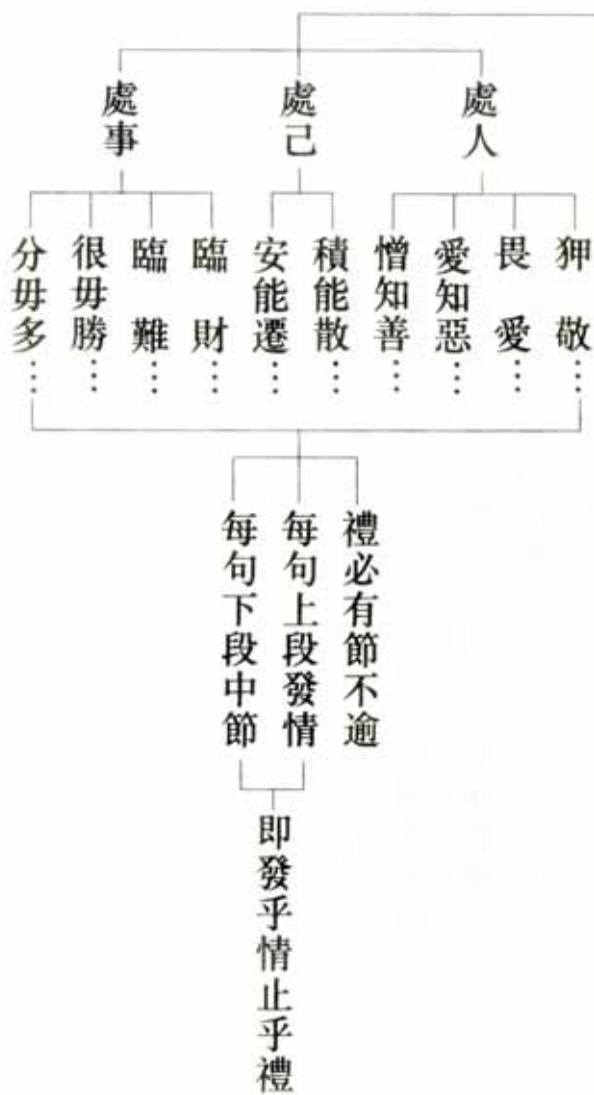 處人
處己
處事
狎敬…
畏愛…
愛知惡…
憎知善…
積能散…
安能遷…
臨財…
臨難…
很毋勝…
分毋多…
禮必有節不逾
每句上段發情
每句下段中節
即發乎情止乎禮